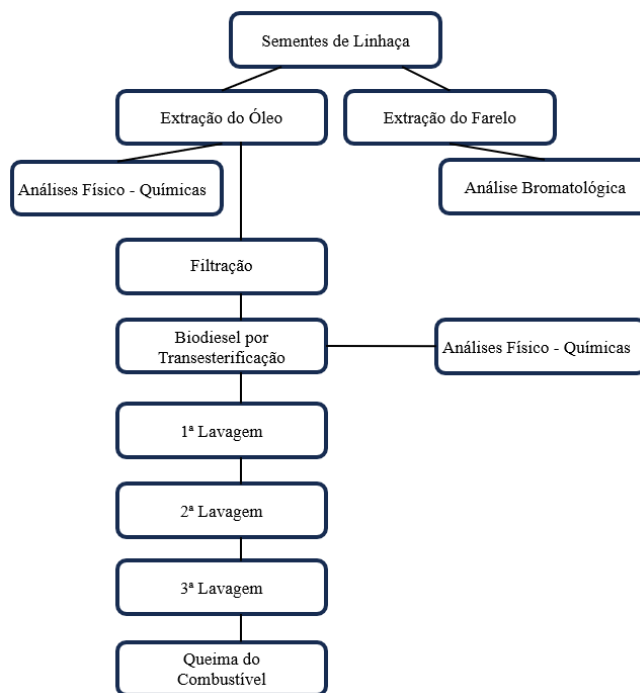 Sementes de Linhaça
Extração do Óleo
Extração do Farelo
Análises Físico - Químicas
Análise Bromatológica
Filtração
Biodiesel por
Transesterificação
Análises Físico - Químicas
1ª Lavagem
2ª Lavagem
3ª Lavagem
Queima do
Combustível